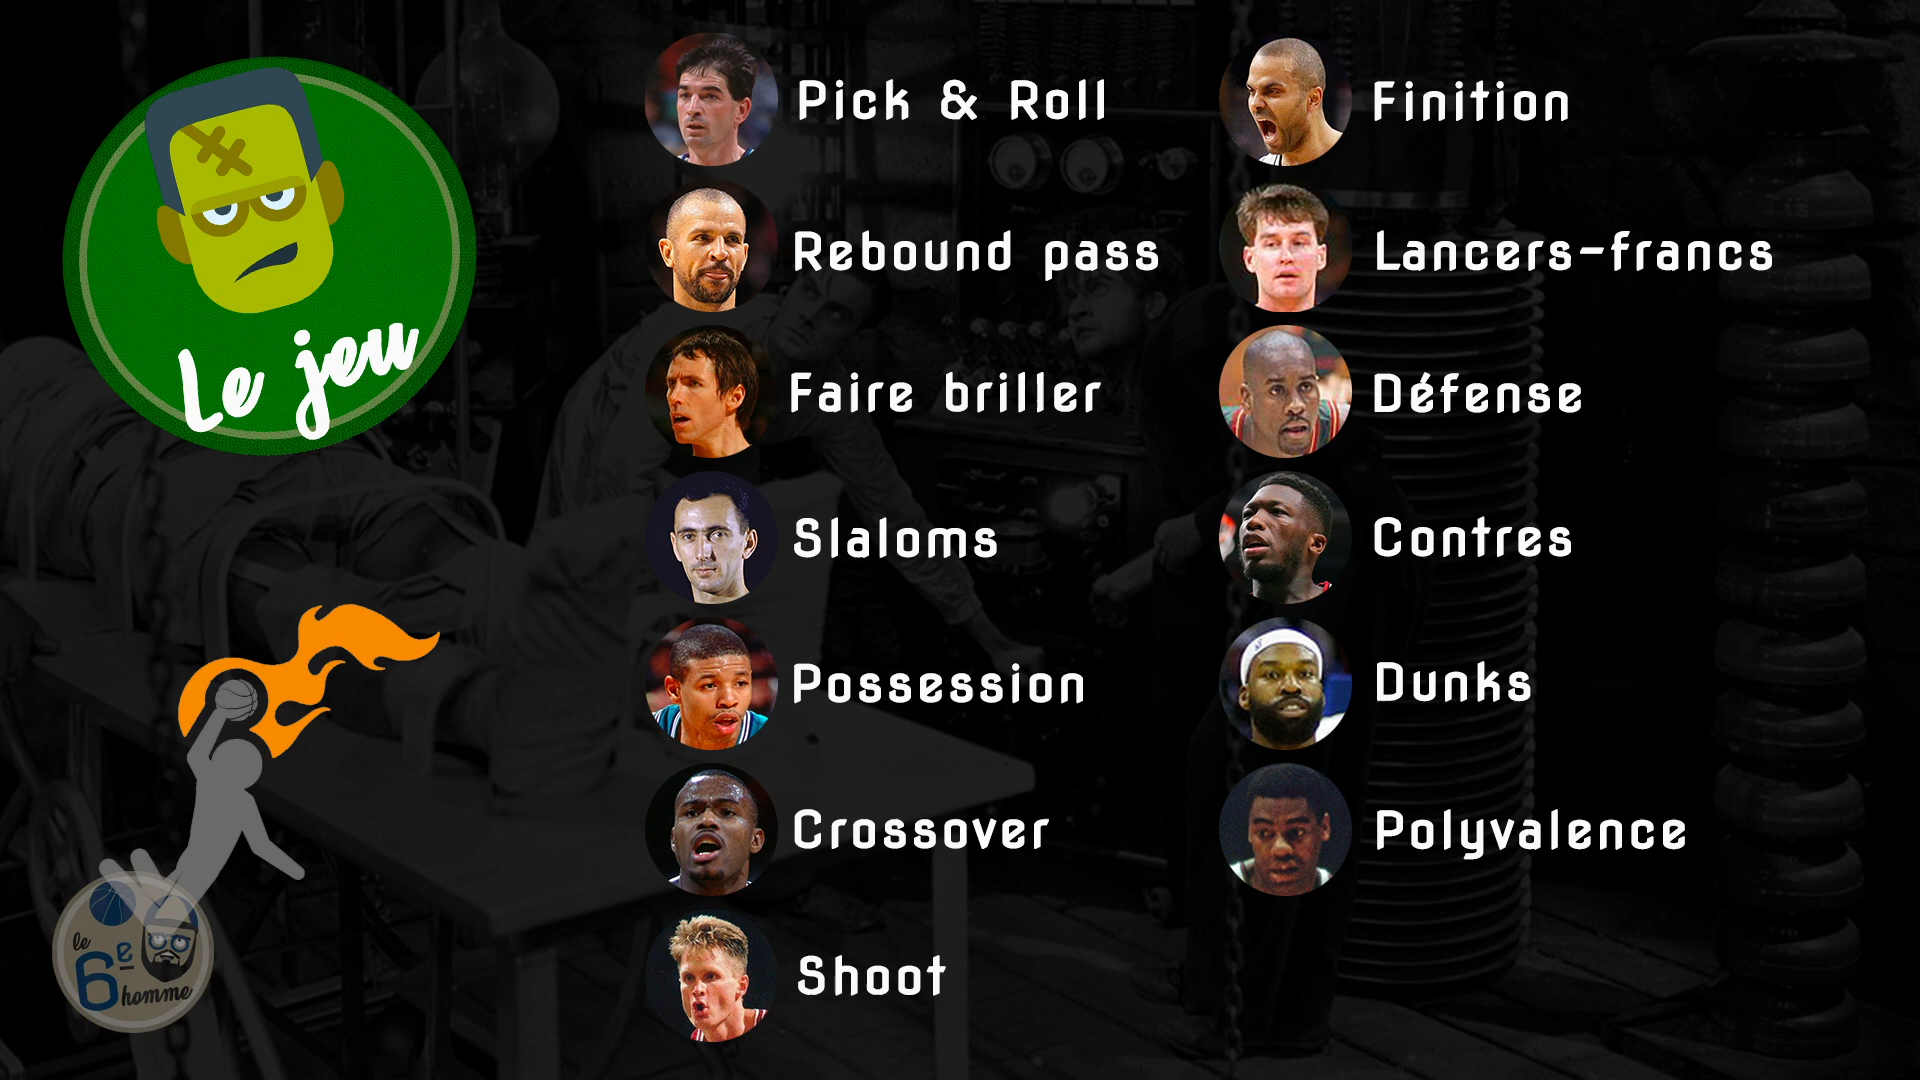 Le jeu
le
6e
homme
Pick & Roll
Rebound pass
Faire briller
Slaloms
Possession
Crossover
Shoot
Finition
Lancers-francs
Défense
Contres
Dunks
Polyvalence